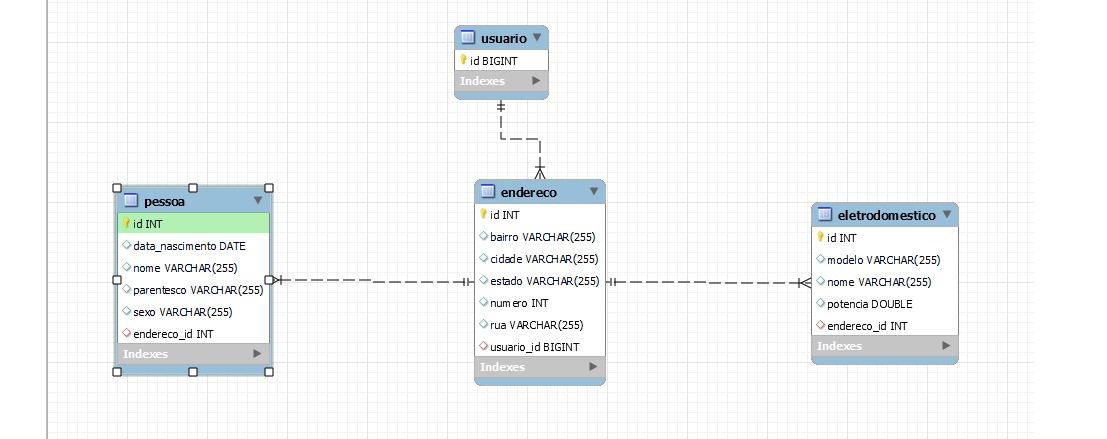 usuario
id BIGINT
Indexes
pessoa
id INT
data_nascimento DATE
nome VARCHAR(255)
parentesco VARCHAR(255)
sexo VARCHAR(255)
endereco_id INT
Indexes
endereco
id INT
bairro VARCHAR(255)
cidade VARCHAR(255)
estado VARCHAR(255)
numero INT
rua VARCHAR(255)
usuario_id BIGINT
Indexes
eletrodomestico
id INT
modelo VARCHAR(255)
nome VARCHAR(255)
potencia DOUBLE
endereco_id INT
Indexes